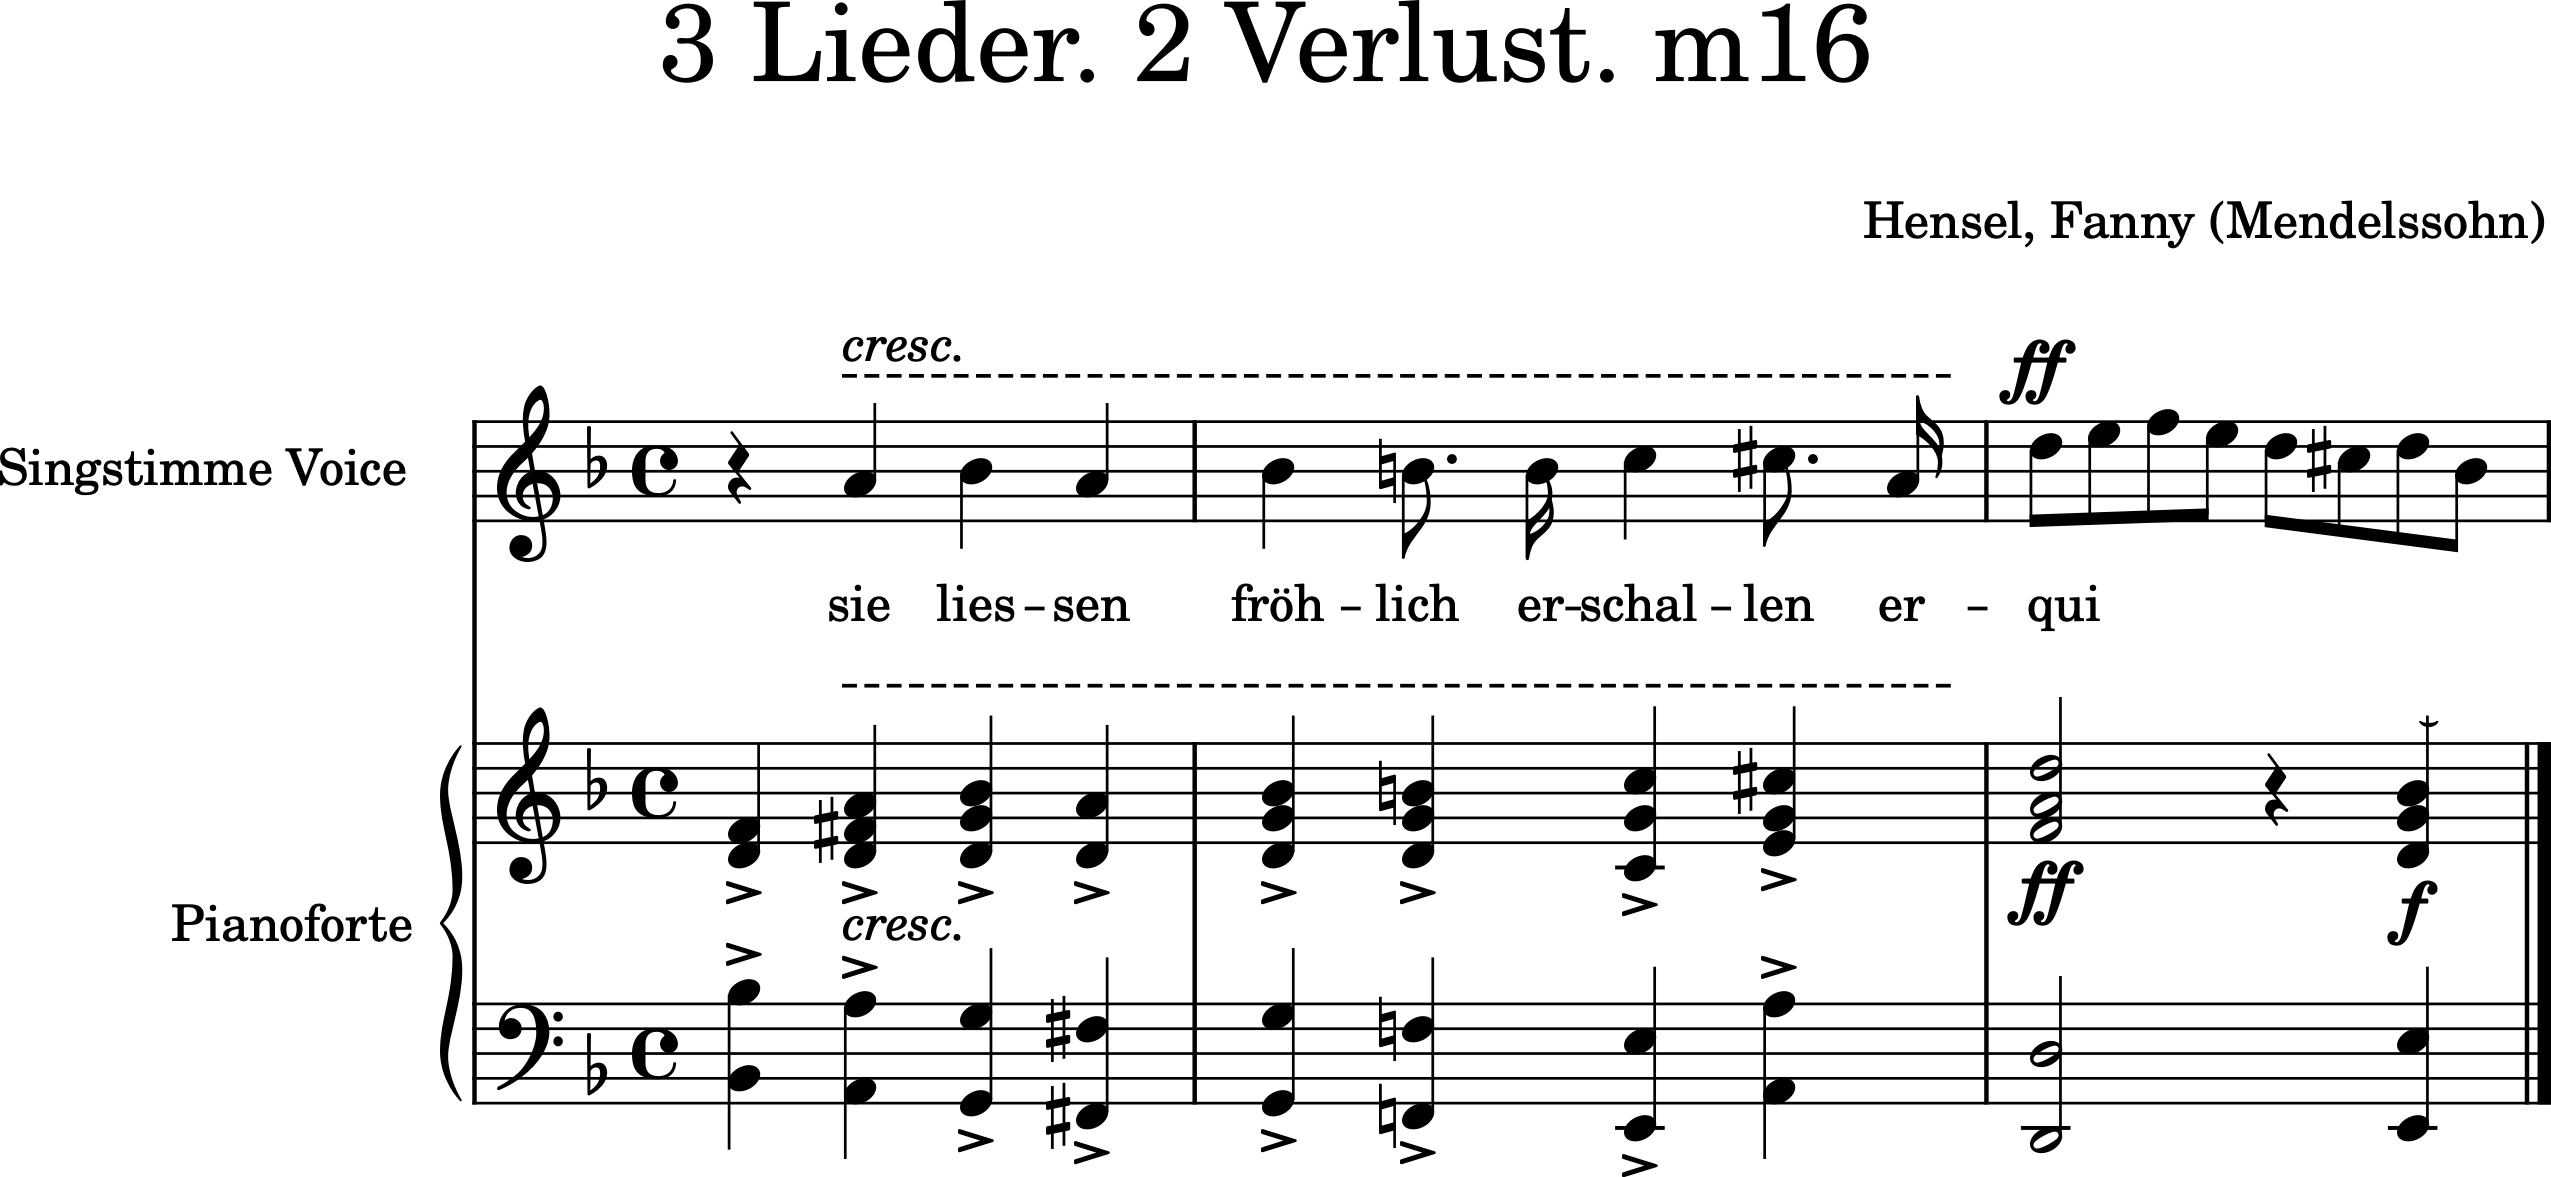 3 Lieder. 2 Verlust. m16
Hensel, Fanny (Mendelssohn)
cresc.
ff
Singstimme Voice
sie lies – sen fröh – lich er–schal – len er – qui
Pianoforte
cresc.
ff
f